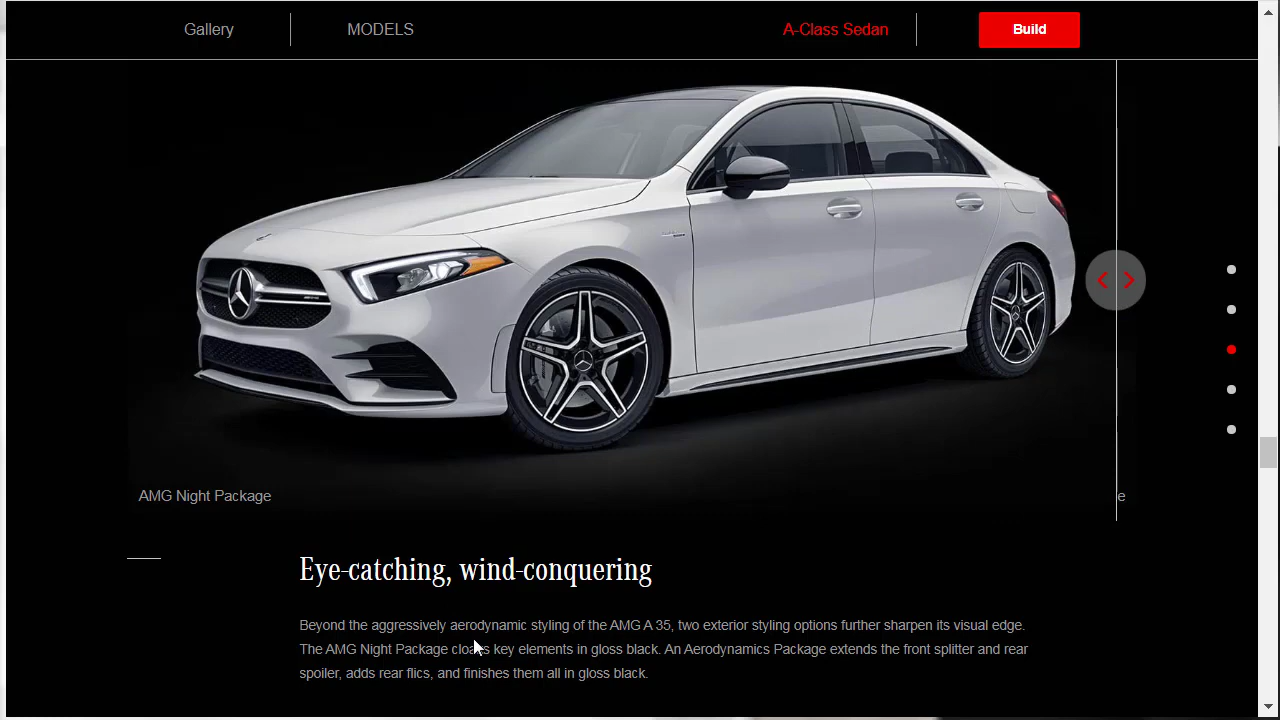 Gallery
MODELS
A-Class Sedan
Build
AMG Night Package
e
Eye-catching, wind-conquering
Beyond the aggressively aerodynamic styling of the AMG A 35, two exterior styling options further sharpen its visual edge.
The AMG Night Package cloaks key elements in gloss black. An Aerodynamics Package extends the front splitter and rear
spoiler, adds rear flics, and finishes them all in gloss black.